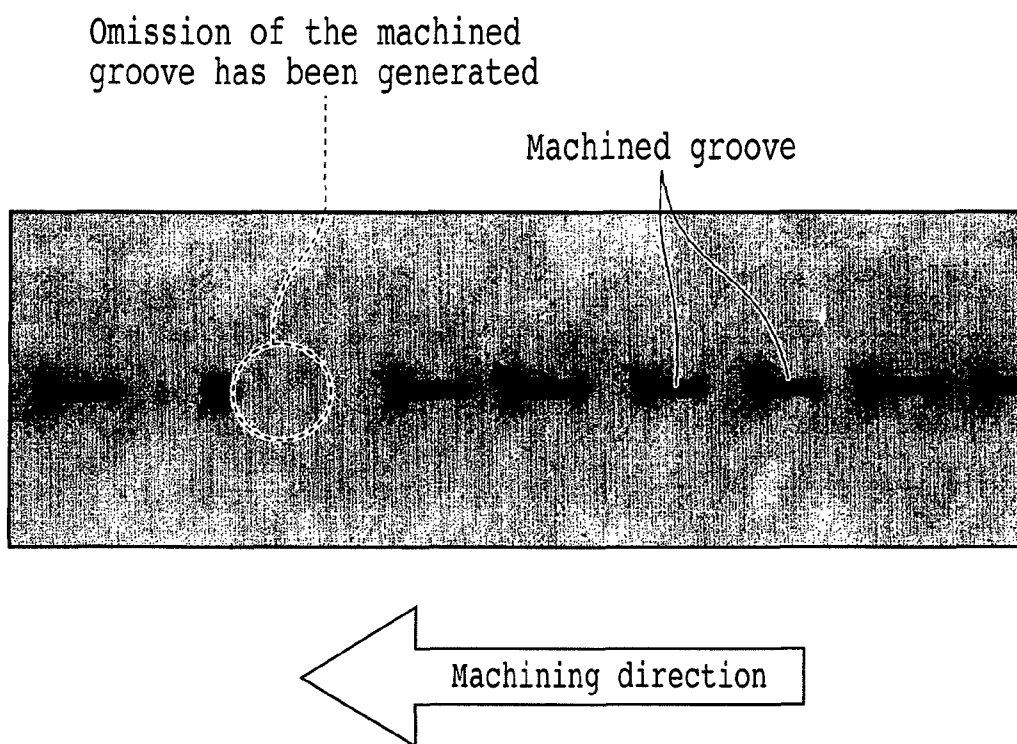 Omission of the machined
groove has been generated
Machined groove
Machining direction